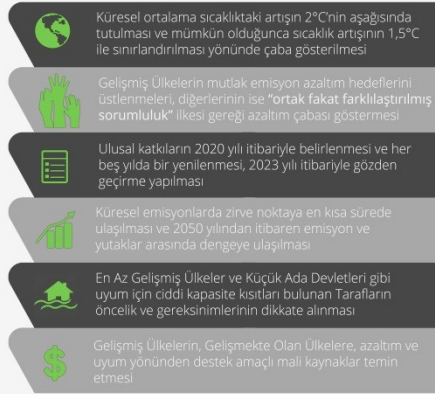 Küresel ortalama sıcaklıktaki artışın 2°C'nin aşağısında
tutulması ve mümkün olduğunca sıcaklık artışının 1,5°C
ile sınırlandırılması yönünde çaba gösterilmesi
Gelişmiş Ülkelerin mutlak emisyon azaltım hedeflerini
üstlenmeleri, diğerlerinin ise "ortak fakat farklılaştırılmış
sorumluluk" ilkesi gereği azaltım çabası göstermesi
Ulusal katkıların 2020 yılı itibariyle belirlenmesi ve her
beş yılda bir yenilenmesi, 2023 yılı itibariyle gözden
geçirme yapılması
Küresel emisyonlarda zirve noktaya en kısa sürede
ulaşılması ve 2050 yılından itibaren emisyon ve
yutaklar arasında dengeye ulaşılması
En Az Gelişmiş Ülkeler ve Küçük Ada Devletleri gibi
uyum için ciddi kapasite kısıtları bulunan Tarafların
öncelik ve gereksinimlerinin dikkate alınması
Gelişmiş Ülkelerin, Gelişmekte Olan Ülkelere, azaltım ve
uyum yönünden destek amaçlı mali kaynaklar temin
etmesi